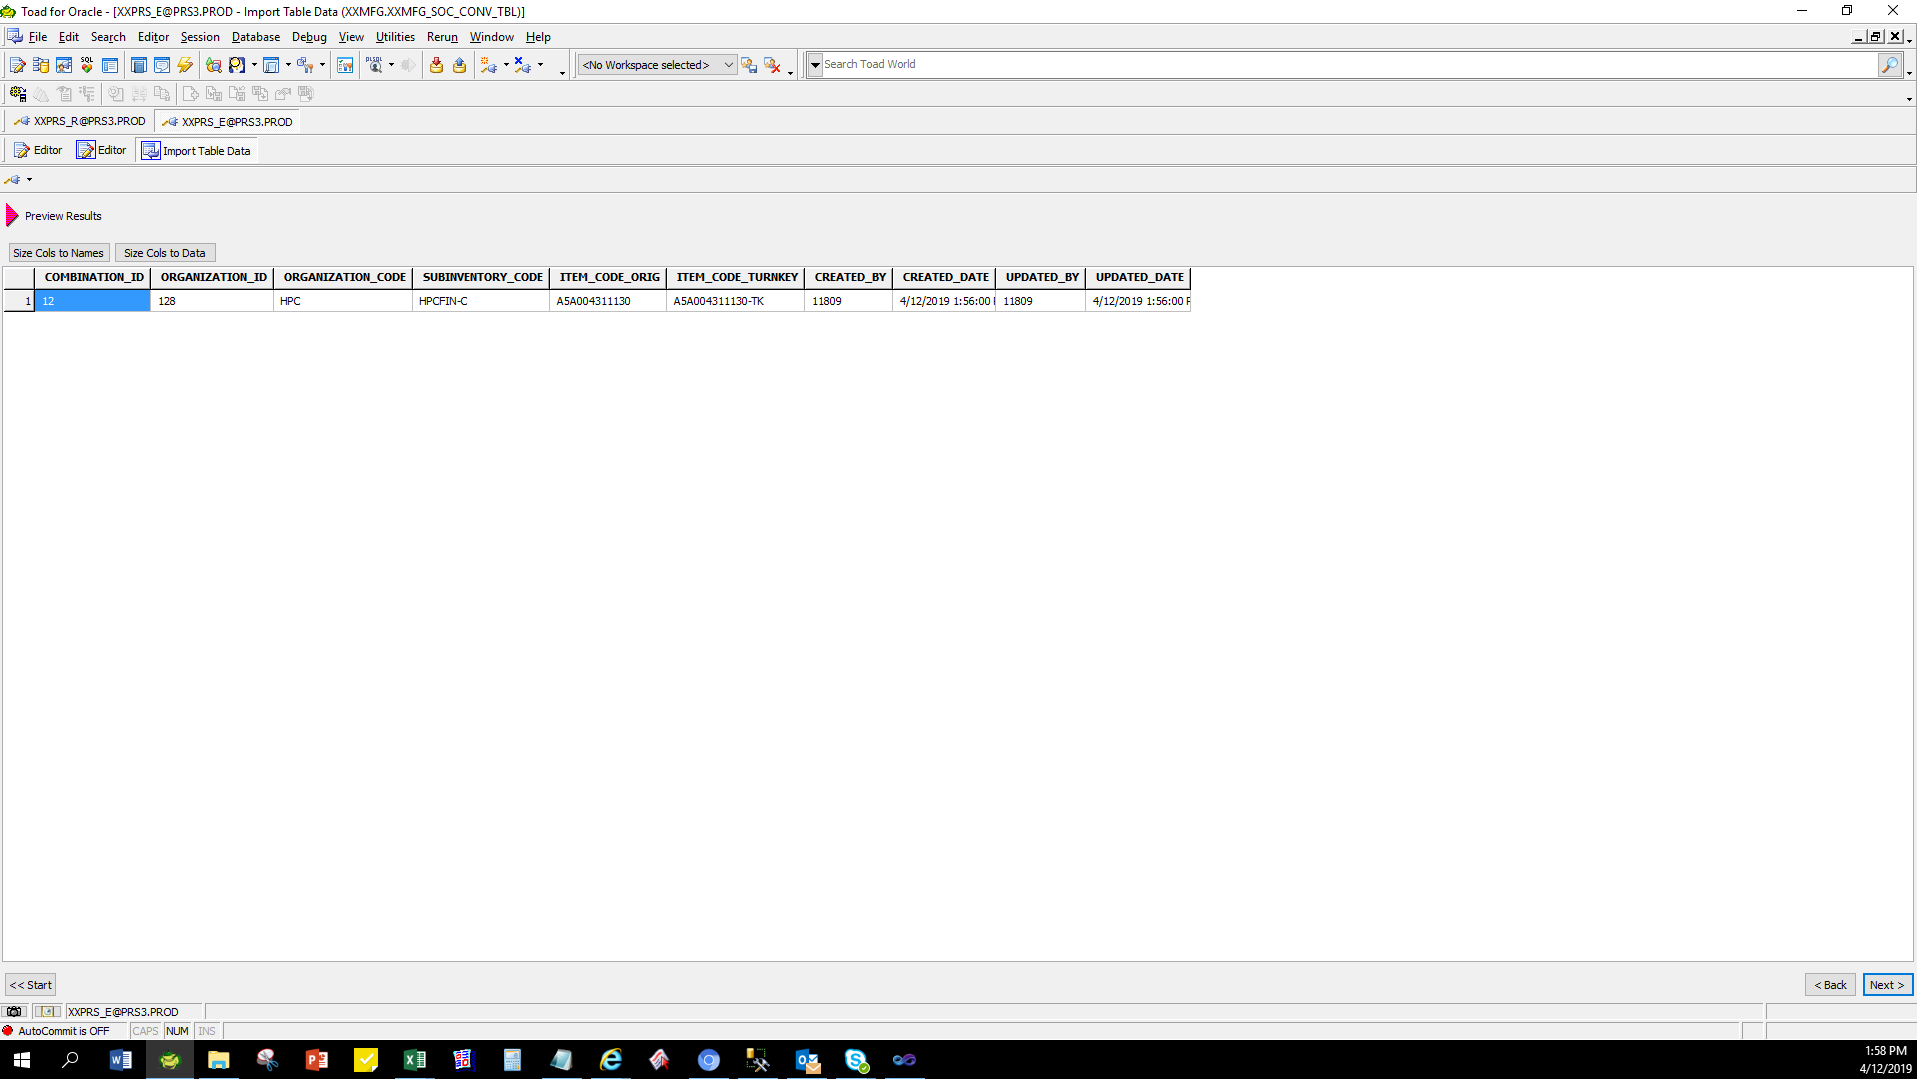 Toad for Oracle - [XXPRS_E@PRS3.PROD - Import Table Data (XXMFG.XXMFG_SOC_CONV_TBL)]
File Edit Search Editor Session Database Debug View Utilities Rerun Window Help
SQL <No Workspace selected> Search Toad World
XXPRS_R@PRS3.PROD XXPRS_E@PRS3.PROD
Editor Editor Import Table Data
Preview Results
Size Cols to Names Size Cols to Data
COMBINATION_ID ORGANIZATION_ID ORGANIZATION_CODE SUBINVENTORY_CODE ITEM_CODE_ORIG ITEM_CODE_TURNKEY CREATED_BY CREATED_DATE UPDATED_BY UPDATED_DATE
1 12 128 HPC HPCFIN-C A5A004311130 A5A004311130-TK 11809 4/12/2019 1:56:00 11809 4/12/2019 1:56:00 P
<< Start < Back Next >
XXPRS_E@PRS3.PROD
AutoCommit is OFF CAPS NUM INS
1:58 PM
4/12/2019